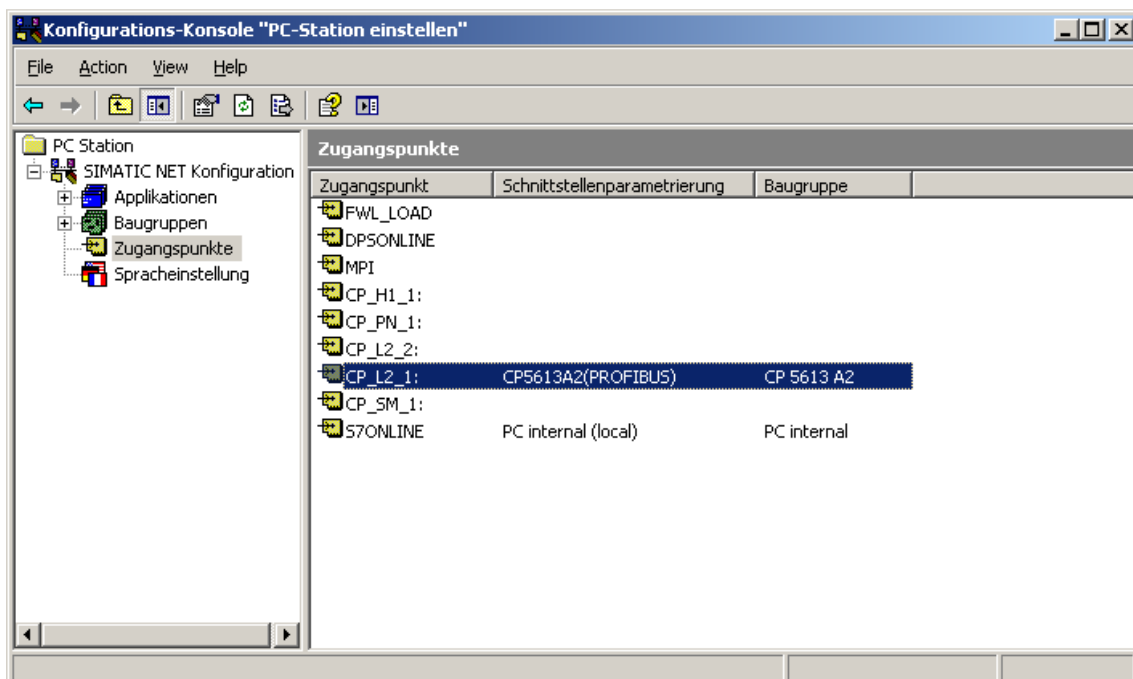 Konfigurations-Konsole "PC-Station einstellen"
File Action View Help
PC Station
SIMATIC NET Konfiguration
Applikationen
Baugruppen
Zugangspunkte
Spracheinstellung
Zugangspunkte
Zugangspunkt Schnittstellenparametrierung Baugruppe
FWL_LOAD
DPSONLINE
MPI
CP_H1_1:
CP_PN_1:
CP_L2_2:
CP_L2_1: CP5613A2(PROFIBUS) CP 5613 A2
CP_SM_1:
S7ONLINE PC internal (local) PC internal